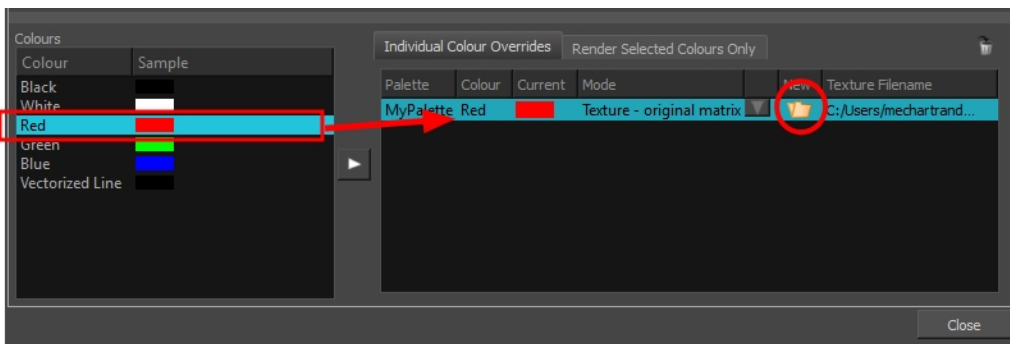 Colours
Colour Sample
Black
White
Red
Green
Blue
Vectorized Line
Individual Colour Overrides Render Selected Colours Only
Palette Colour Current Mode New Texture Filename
MyPalette Red Texture - original matrix C:/Users/mechartrand...
Close